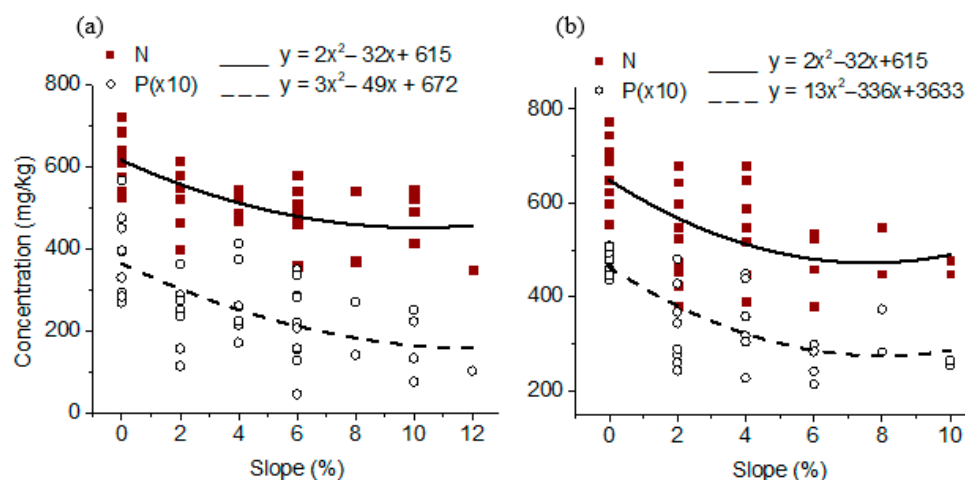 (a)
N y = 2x²– 32x+ 615
P(x10) y = 3x²– 49x + 672
800
600
400
200
0
Concentration (mg/kg)
0 2 4 6 8 10 12
Slope (%)
(b)
N y = 2x²–32x+615
P(x10) y = 13x²–336x+3633
800
600
400
200
0 2 4 6 8 10
Slope (%)